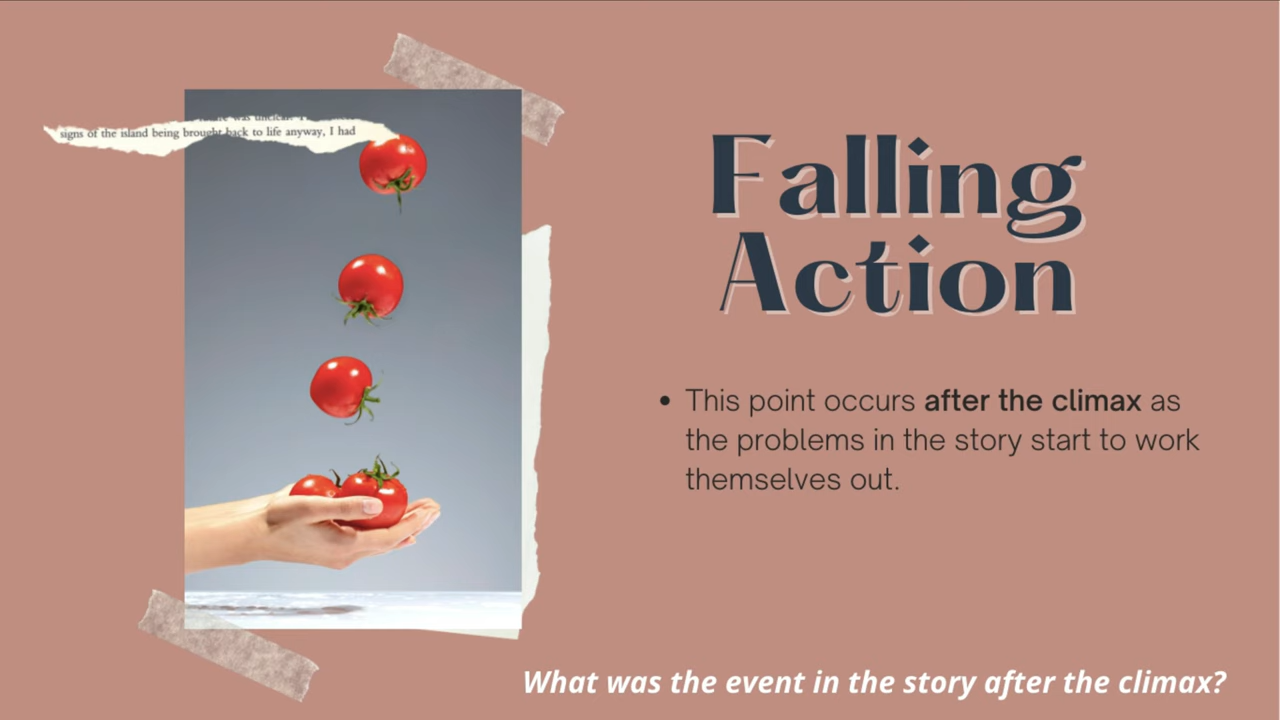 was unclear.
signs of the island being brought back to life anyway, I had
Falling
Action
• This point occurs after the climax as
the problems in the story start to work
themselves out.
What was the event in the story after the climax?